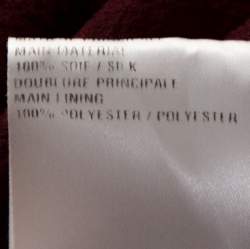 MAIN MATERIAL
100% SOIE / SILK
DOUBLURE PRINCIPALE
MAIN LINING
100% POLYESTER / POLYESTER